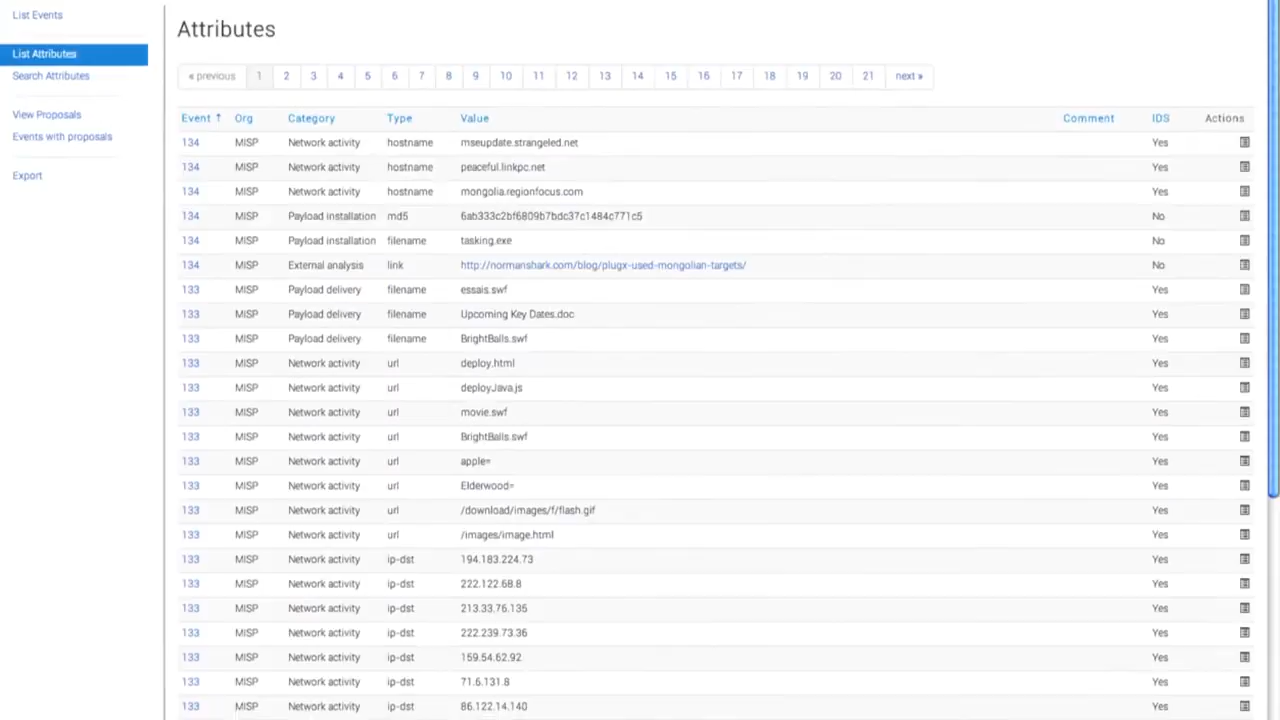 List Events
List Attributes
Search Attributes
View Proposals
Events with proposals
Export
Attributes
« previous 1 2 3 4 5 6 7 8 9 10 11 12 13 14 15 16 17 18 19 20 21 next »
Event ↑ Org Category Type Value Comment IDS Actions
134 MISP Network activity hostname mseupdate.strangeled.net Yes
134 MISP Network activity hostname peaceful.linkpc.net Yes
134 MISP Network activity hostname mongolia.regionfocus.com Yes
134 MISP Payload installation md5 6ab333c2bf6809b7bdc37c1484c771c5 No
134 MISP Payload installation filename tasking.exe No
134 MISP External analysis link http://normanshark.com/blog/plugx-used-mongolian-targets/ No
133 MISP Payload delivery filename essais.swf Yes
133 MISP Payload delivery filename Upcoming Key Dates.doc Yes
133 MISP Payload delivery filename BrightBalls.swf Yes
133 MISP Network activity url deploy.html Yes
133 MISP Network activity url deployJava.js Yes
133 MISP Network activity url movie.swf Yes
133 MISP Network activity url BrightBalls.swf Yes
133 MISP Network activity url apple= Yes
133 MISP Network activity url Elderwood= Yes
133 MISP Network activity url /download/images/f/flash.gif Yes
133 MISP Network activity url /images/image.html Yes
133 MISP Network activity ip-dst 194.183.224.73 Yes
133 MISP Network activity ip-dst 222.122.68.8 Yes
133 MISP Network activity ip-dst 213.33.76.135 Yes
133 MISP Network activity ip-dst 222.239.73.36 Yes
133 MISP Network activity ip-dst 159.54.62.92 Yes
133 MISP Network activity ip-dst 71.6.131.8 Yes
133 MISP Network activity ip-dst 86.122.14.140 Yes